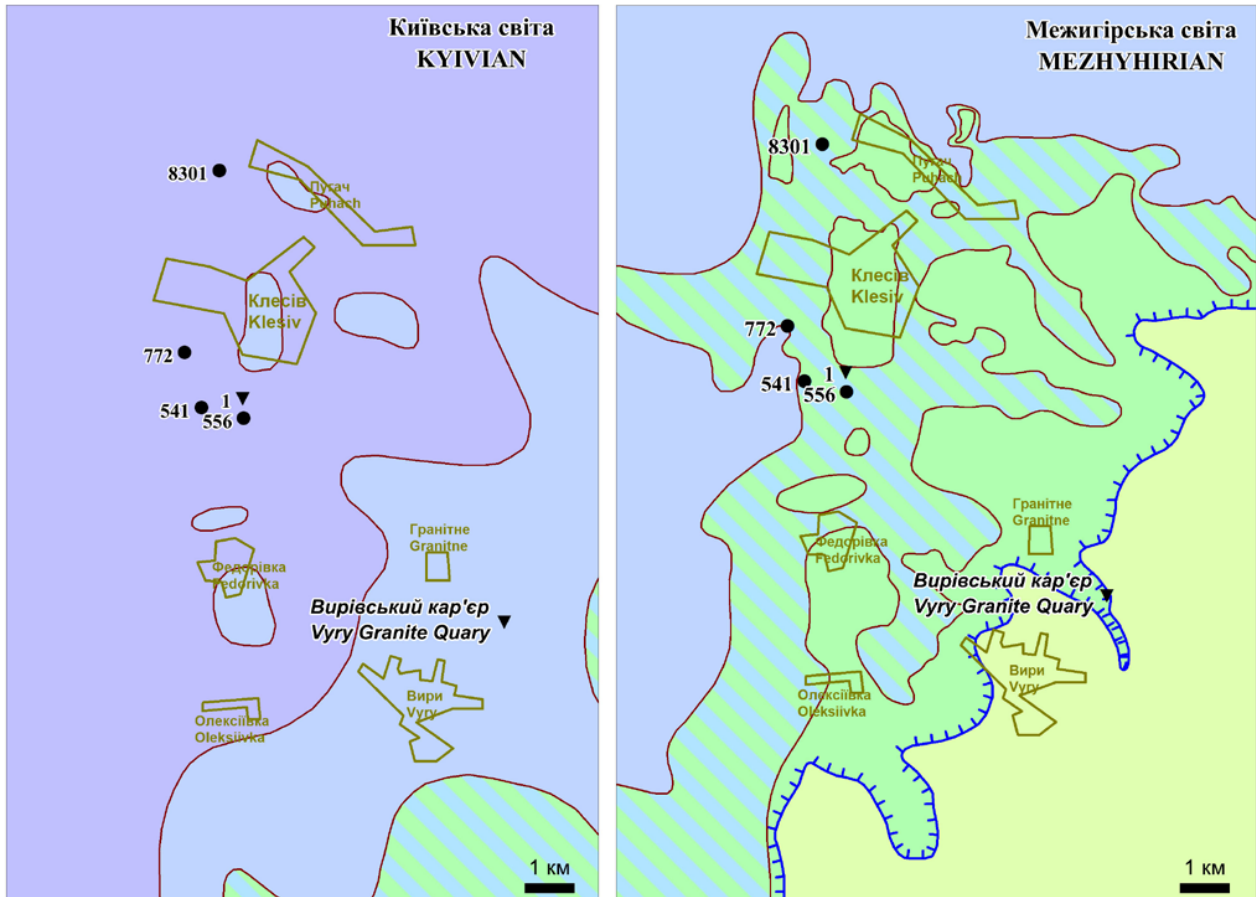 Київська світа
KYIVIAN
8301
Пугач
Puhach
Клесів
Klesiv
772
541
1
556
Гранітне
Granitne
Федорівка
Fedorivka
Вирівський кар'єр
Vyry Granite Quary
Вири
Vyry
Олексіївка
Oleksiivka
1 км
Межигірська світа
MEZHYHIRIAN
8301
Пугач
Puhach
Клесів
Klesiv
772
1
541
556
Гранітне
Granitne
Федорівка
Fedorivka
Вирівський кар'єр
Vyry Granite Quary
Вири
Vyry
Олексіївка
Oleksiivka
1 км